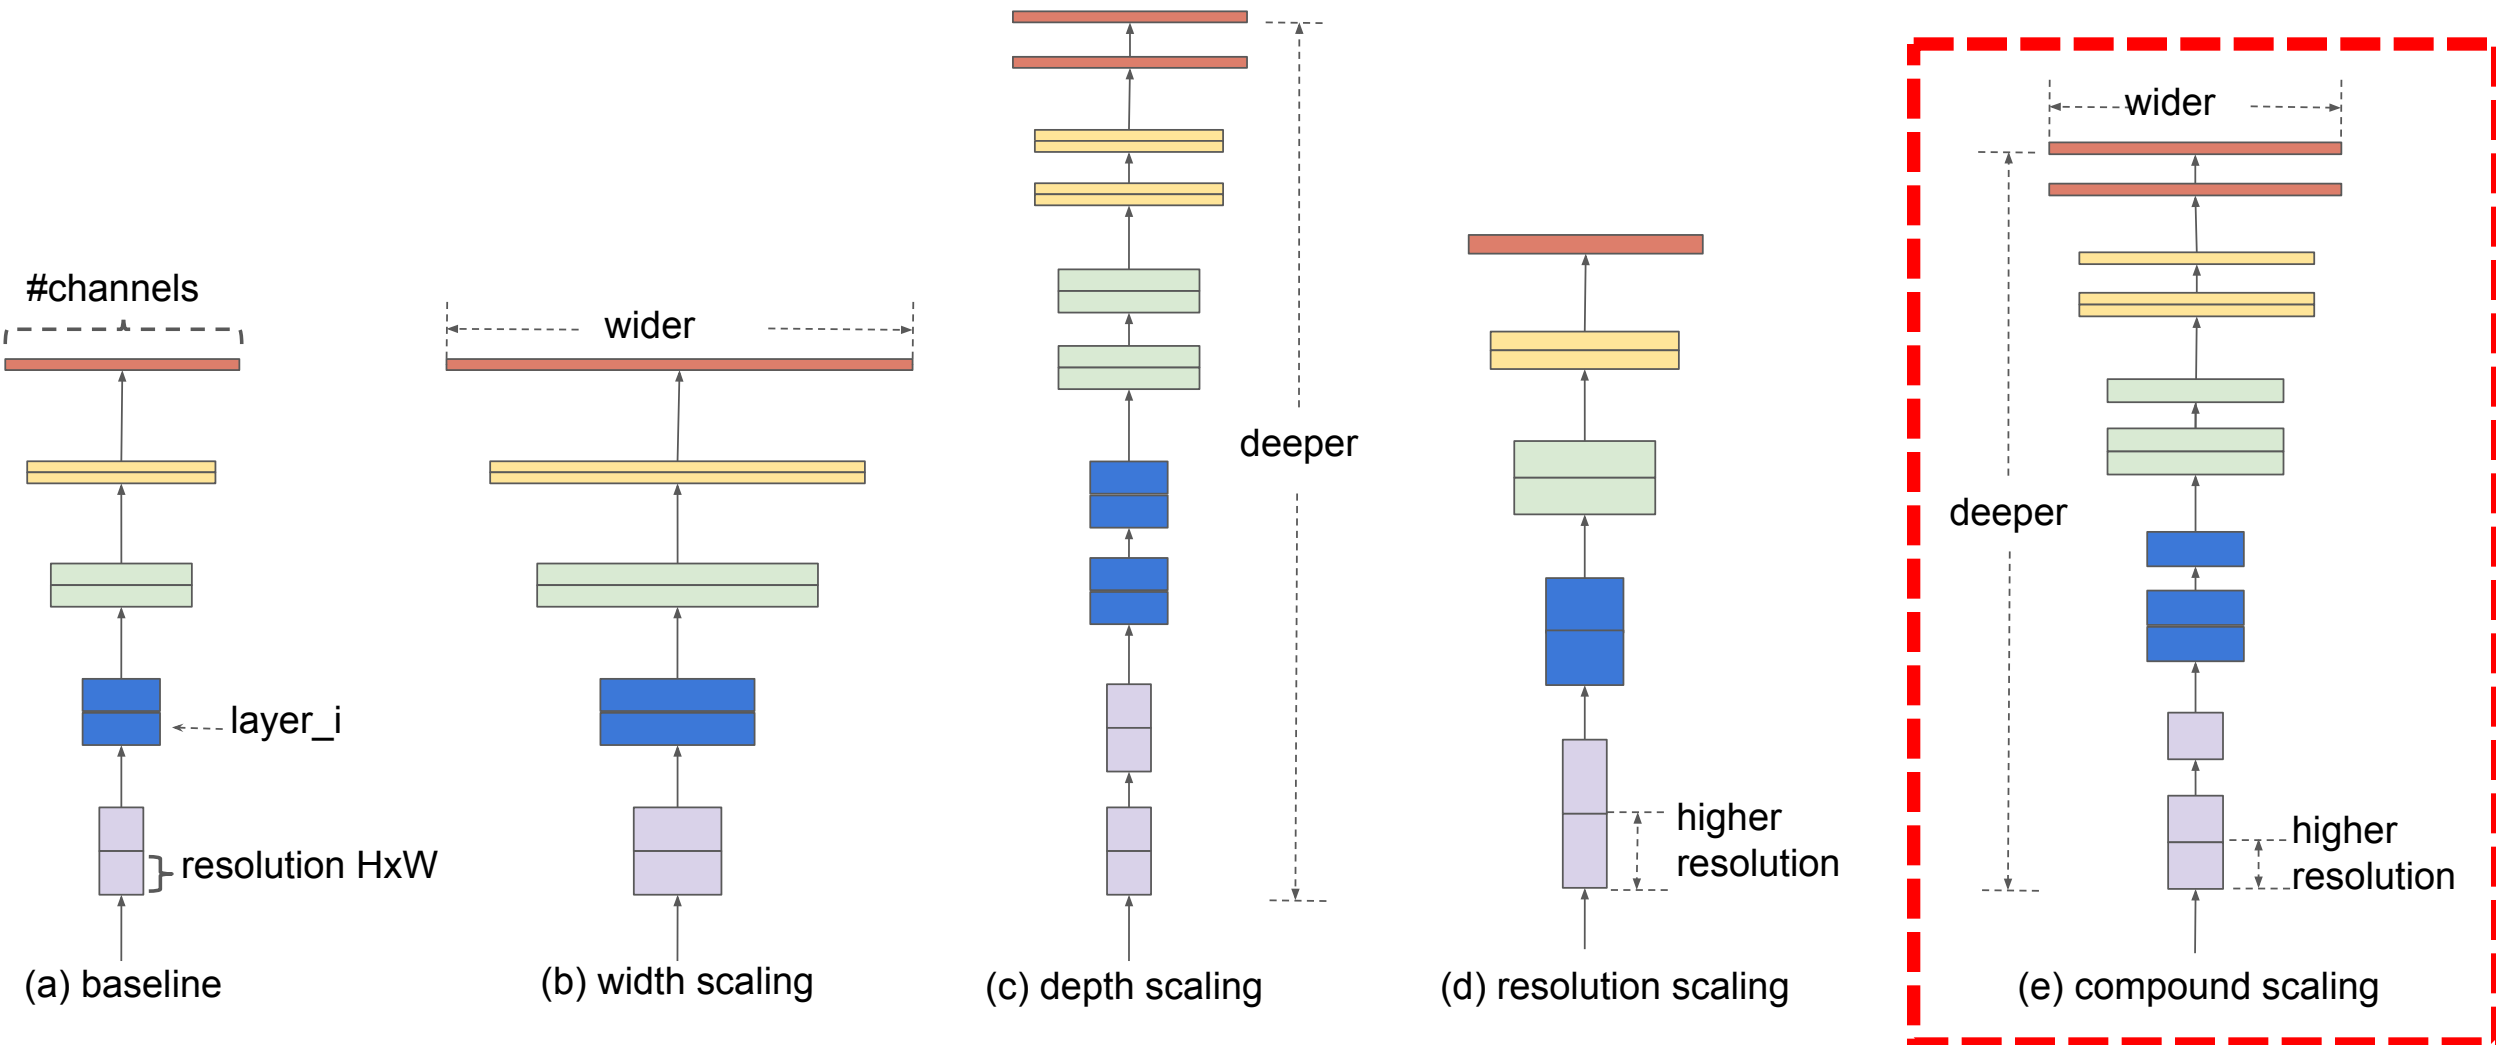 #channels
layer_i
resolution HxW
(a) baseline
wider
(b) width scaling
deeper
(c) depth scaling
higher
resolution
(d) resolution scaling
wider
deeper
higher
resolution
(e) compound scaling